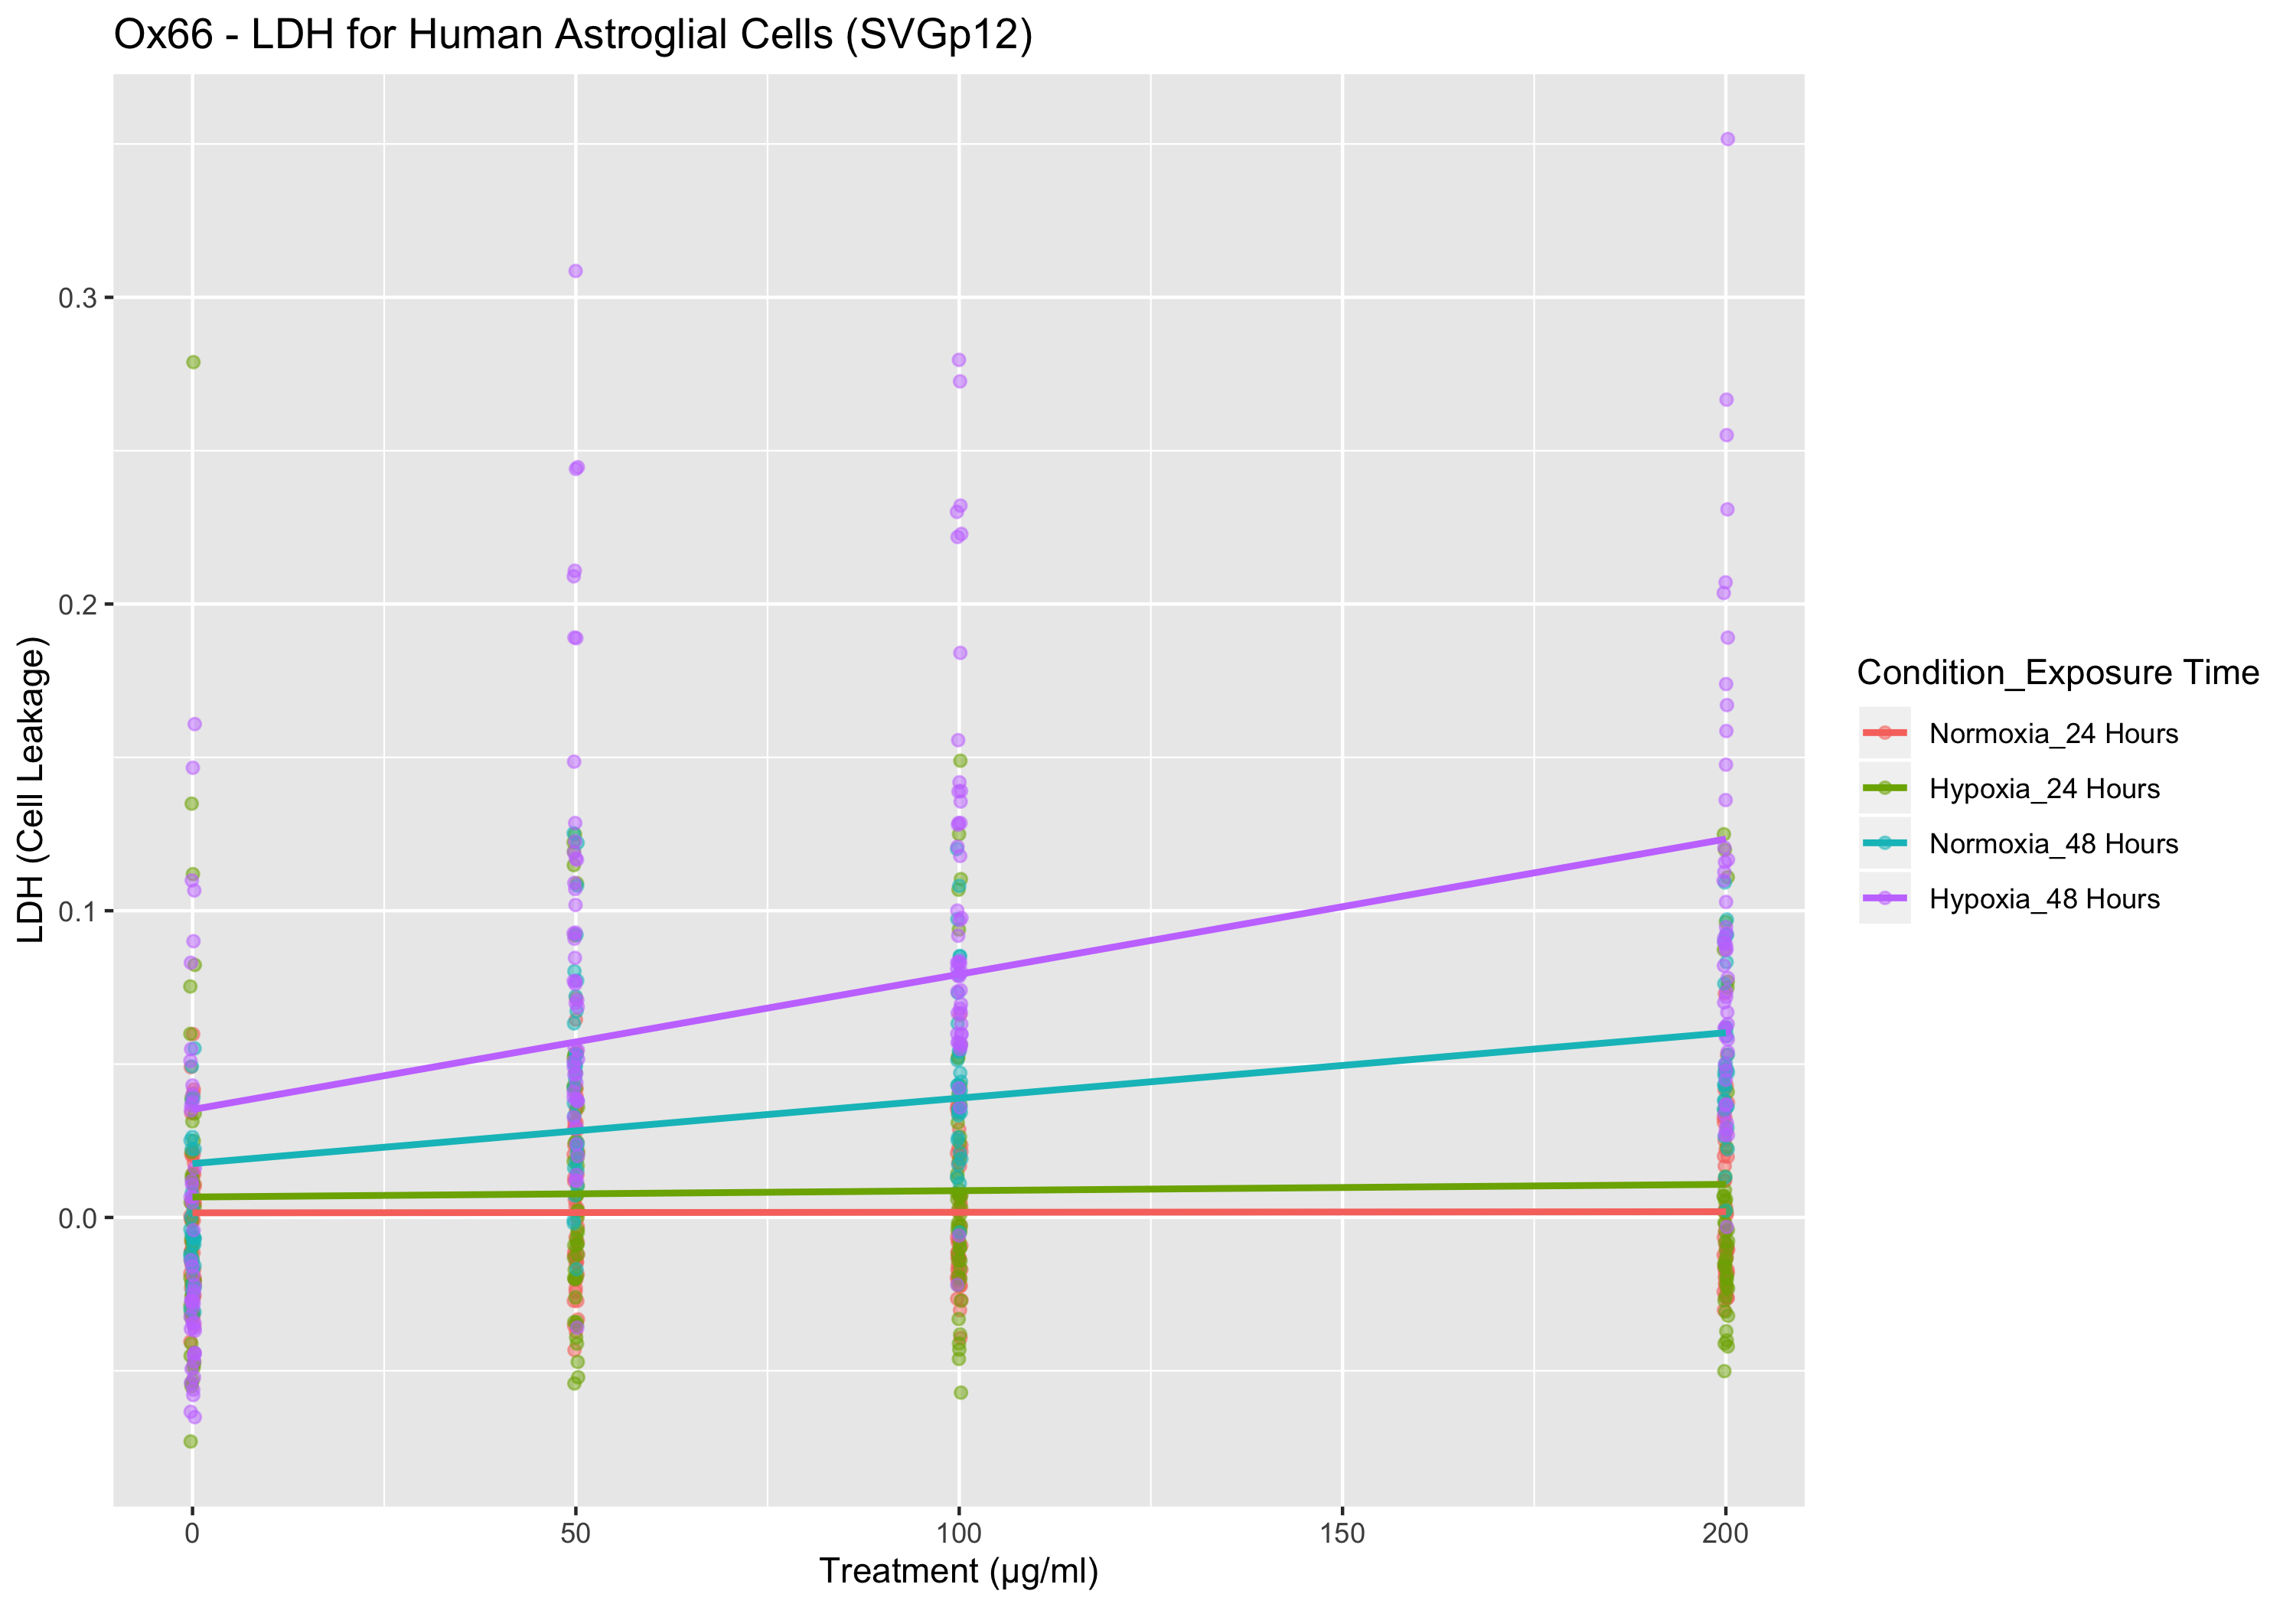 Ox66 - LDH for Human Astroglial Cells (SVGp12)
LDH (Cell Leakage)
0.3
0.2
0.1
0.0
0
50
100
150
200
Treatment (µg/ml)
Condition_Exposure Time
Normoxia_24 Hours
Hypoxia_24 Hours
Normoxia_48 Hours
Hypoxia_48 Hours